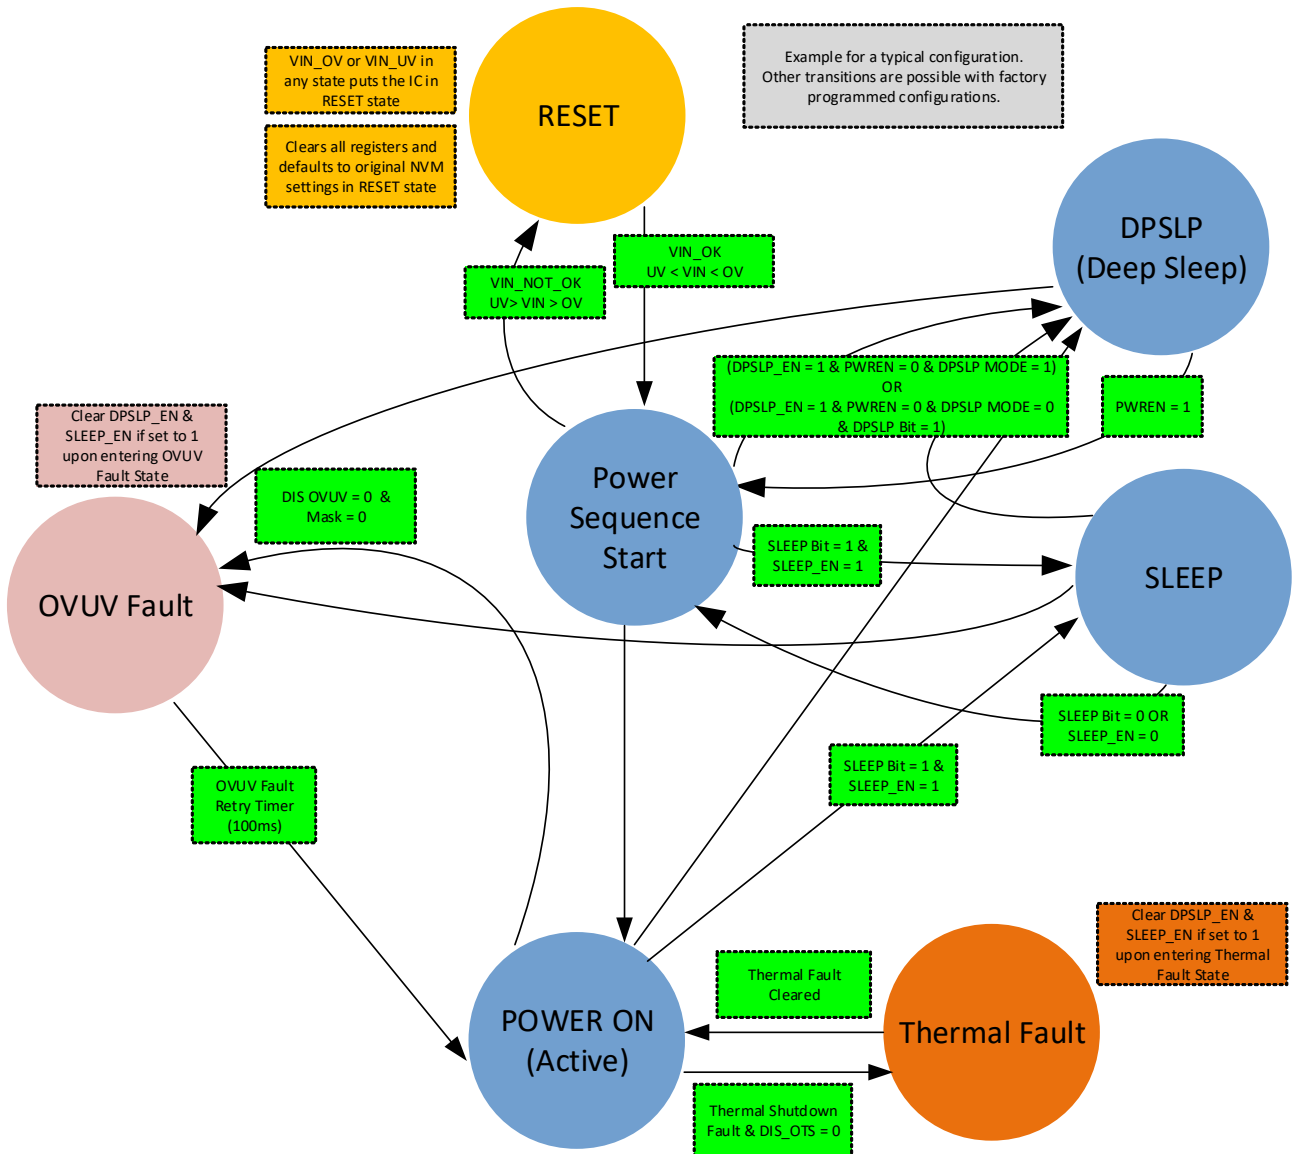 VIN_OV or VIN_UV in
any state puts the IC in
RESET state
Clears all registers and
defaults to original NVM
settings in RESET state
RESET
Example for a typical configuration.
Other transitions are possible with factory
programmed configurations.
DPSLP
(Deep Sleep)
VIN_NOT_OK
UV> VIN > OV
VIN_OK
UV < VIN < OV
(DPSLP_EN = 1 & PWREN = 0 & DPSLP MODE = 1)
OR
(DPSLP_EN = 1 & PWREN = 0 & DPSLP MODE = 0
& DPSLP Bit = 1)
PWREN = 1
Clear DPSLP_EN &
SLEEP_EN if set to 1
upon entering OVUV
Fault State
DIS OVUV = 0 &
Mask = 0
Power
Sequence
Start
SLEEP Bit = 1 &
SLEEP_EN = 1
SLEEP
OVUV Fault
SLEEP Bit = 0 OR
SLEEP_EN = 0
SLEEP Bit = 1 &
SLEEP_EN = 1
OVUV Fault
Retry Timer
(100ms)
Clear DPSLP_EN &
SLEEP_EN if set to 1
upon entering Thermal
Fault State
Thermal Fault
Cleared
POWER ON
(Active)
Thermal Fault
Thermal Shutdown
Fault & DIS_OTS = 0